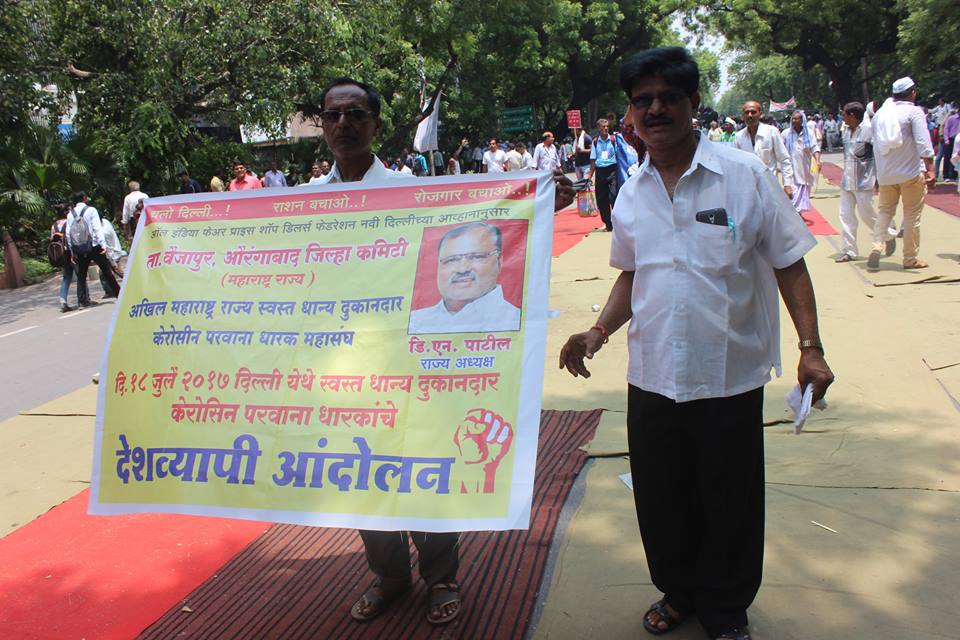 चलो दिल्ली...! राशन बचाओ..! रोजगार बचाओ..!
ऑल इंडिया फेअर प्राइस शॉप डिलर्स फेडरेशन नवी दिल्लीच्या आव्हानानुसार
ता.वैंजापुर, औरंगाबाद जिल्हा कमिटी
(महाराष्ट्र राज्य )
अखिल महाराष्ट्र राज्य स्वस्त धान्य दुकानदार
केरोसीन परवाना धारक महासंघ
डि.एन. पाटील
राज्य अध्यक्ष
दि.१८ जुलै २०१७ दिल्ली येथे स्वस्त धान्य दुकानदार
केरोसिन परवाना धारकांचे
देशव्यापी आंदोलन